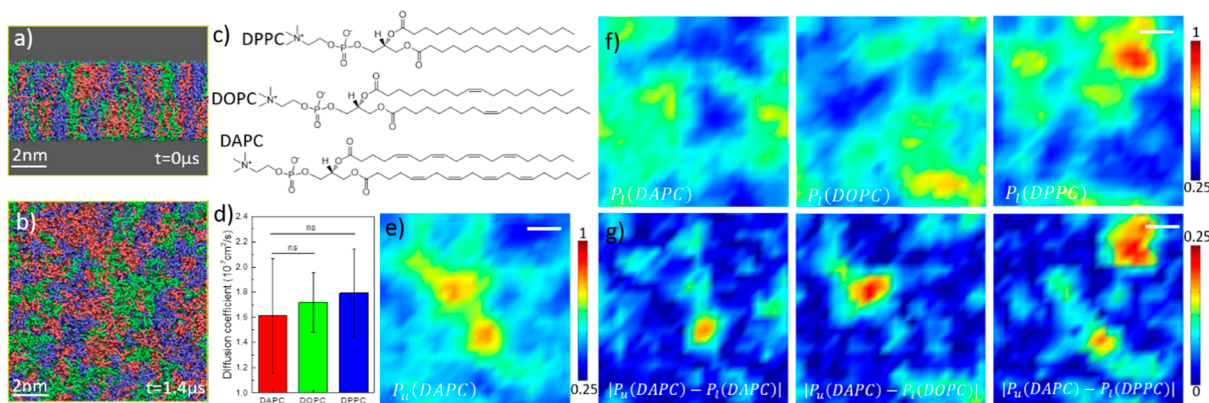 a)
2nm
t=0μs
b)
2nm
t=1.4μs
c)
DPPC
DOPC
DAPC
N⁺
O
P
O⁻
O
O
H
O
O
O
N⁺
O
P
O⁻
O
O
H
O
O
O
N⁺
O
P
O⁻
O
O
H
O
O
O
d)
Diffusion coefficient (10⁻⁷cm²/s)
2.4
2.2
2.0
1.8
1.6
1.4
1.2
1.0
ns
ns
DAPC DOPC DPPC
e)
Pᵤ(DAPC)
1
0.25
f)
Pₗ(DAPC)
Pₗ(DOPC)
Pₗ(DPPC)
1
0.25
g)
|Pᵤ(DAPC) − Pₗ(DAPC)|
|Pᵤ(DAPC) − Pₗ(DOPC)|
|Pᵤ(DAPC) − Pₗ(DPPC)|
0.25
0